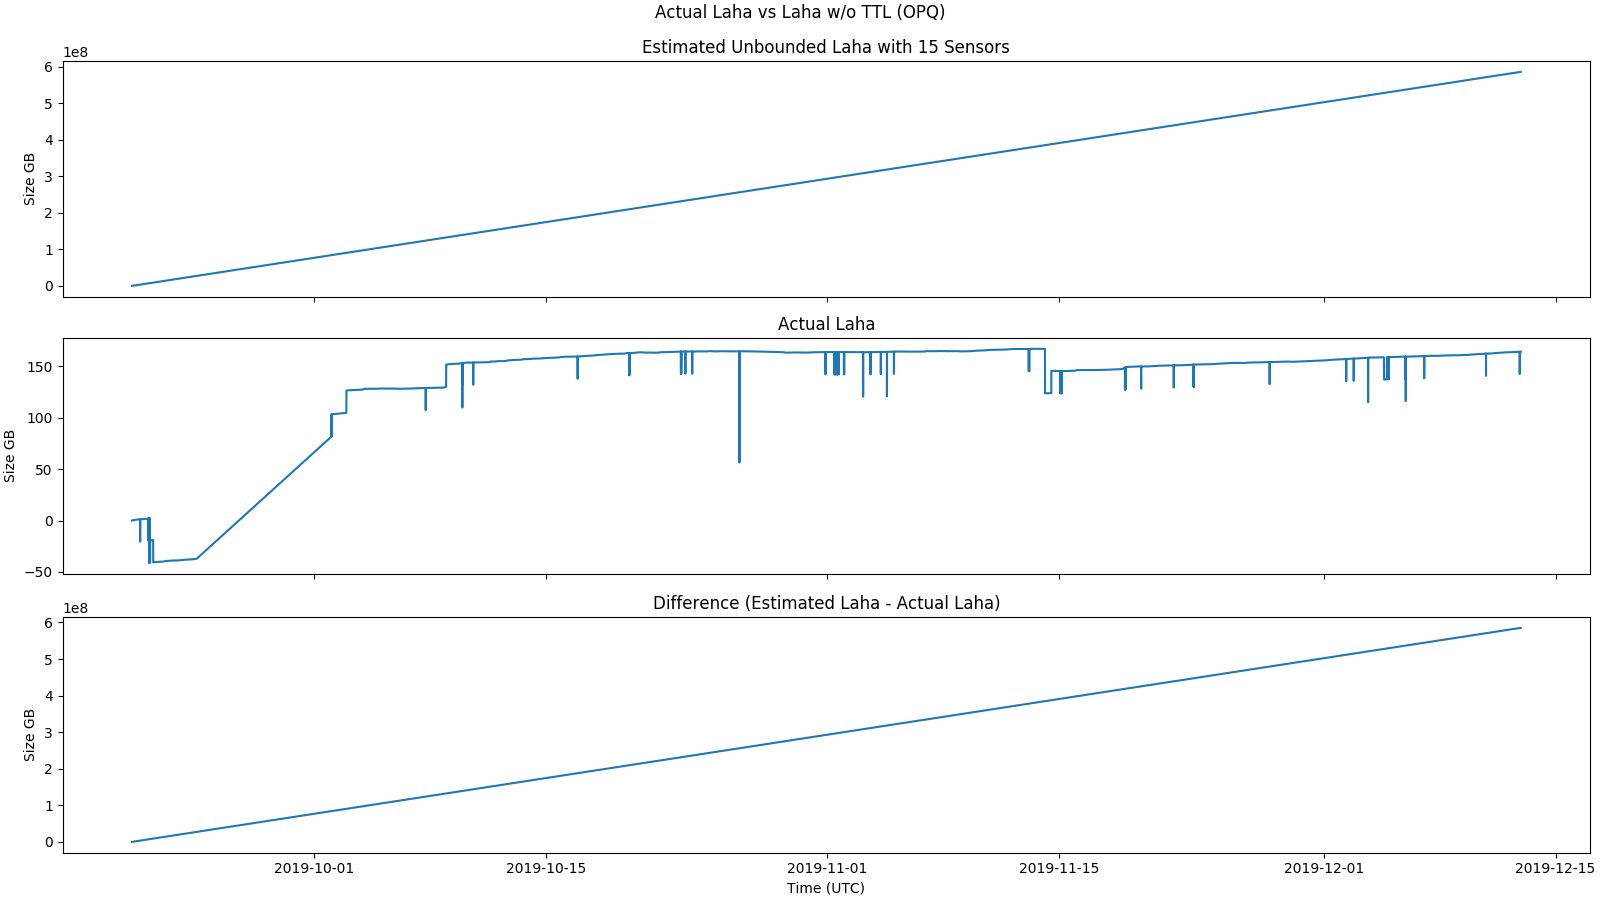 Actual Laha vs Laha w/o TTL (OPQ)
Estimated Unbounded Laha with 15 Sensors
1e8
6
5
4
3
2
1
0
Size GB
Actual Laha
150
100
50
0
−50
Size GB
Difference (Estimated Laha - Actual Laha)
1e8
6
5
4
3
2
1
0
Size GB
2019-10-01 2019-10-15 2019-11-01 2019-11-15 2019-12-01 2019-12-15
Time (UTC)